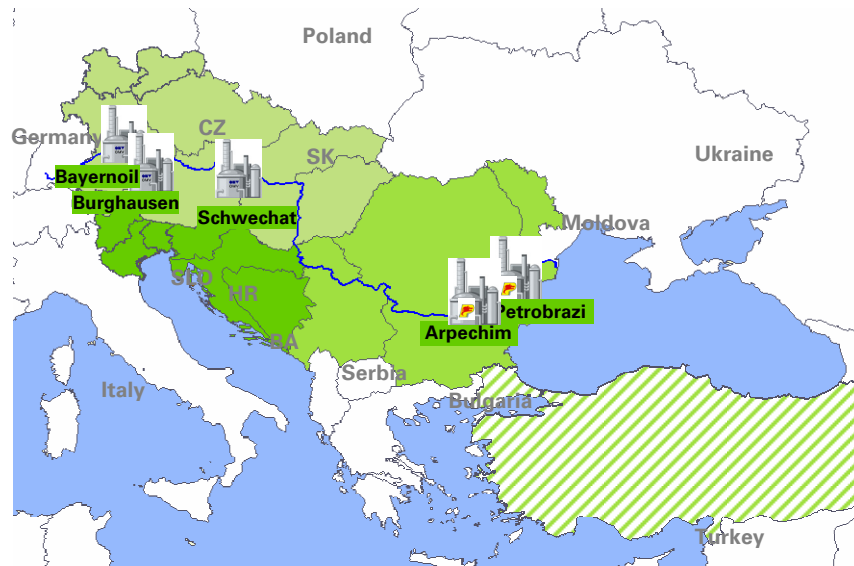 Poland
Germany
CZ
SK
Ukraine
Bayernoil
Burghausen
Schwechat
Moldova
SLO
HR
Petrobrazi
Arpechim
BA
Serbia
Italy
Bulgaria
Turkey